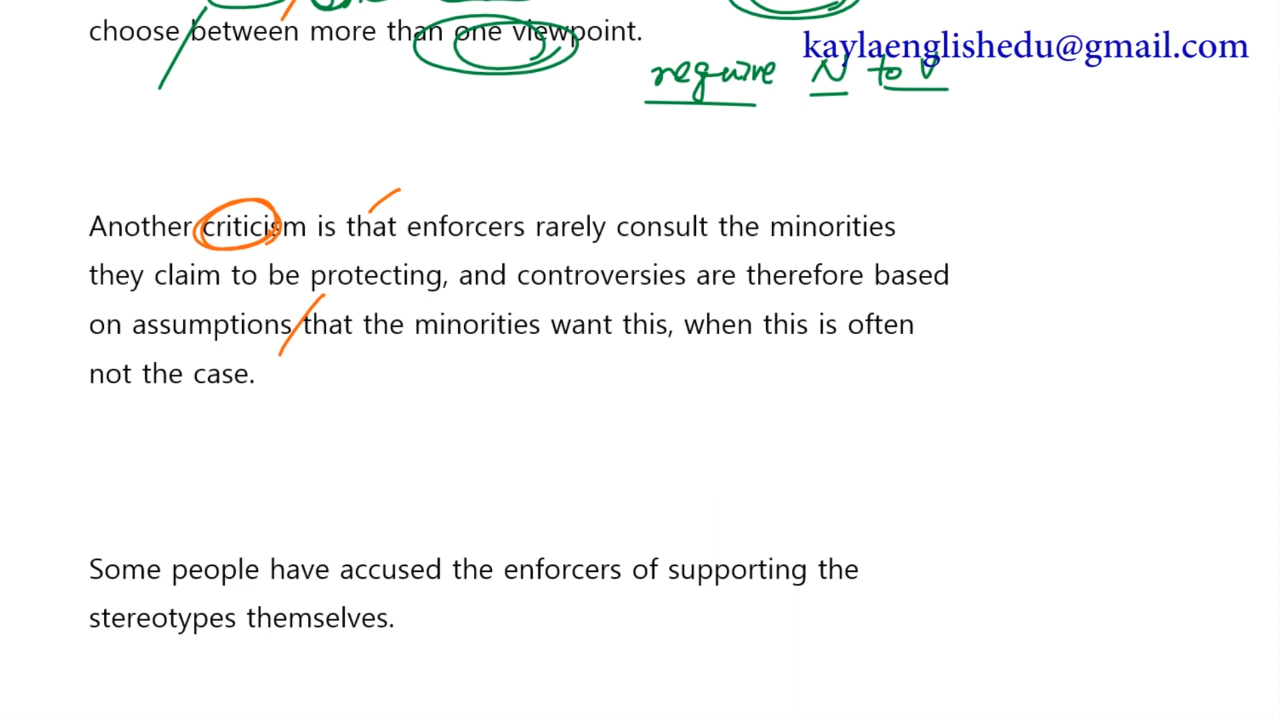 choose between more than one viewpoint.
kaylaenglishedu@gmail.com
require N to V
Another criticism is that enforcers rarely consult the minorities
they claim to be protecting, and controversies are therefore based
on assumptions that the minorities want this, when this is often
not the case.
Some people have accused the enforcers of supporting the
stereotypes themselves.